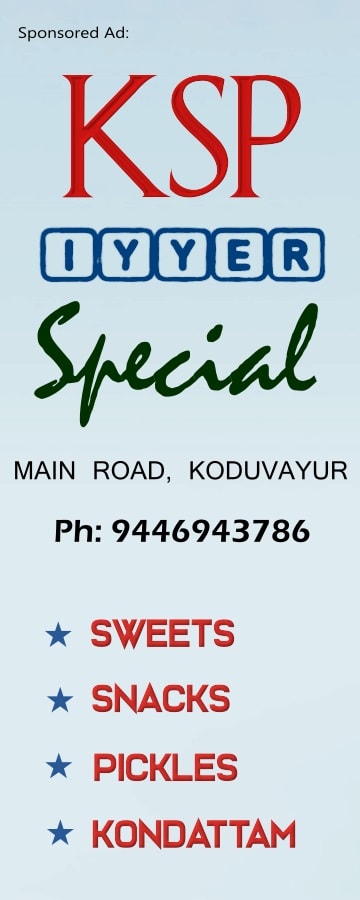 Sponsored Ad:
KSP
IYYER
Special
MAIN ROAD, KODUVAYUR
Ph: 9446943786
SWEETS
SNACKS
PICKLES
KONDATTAM